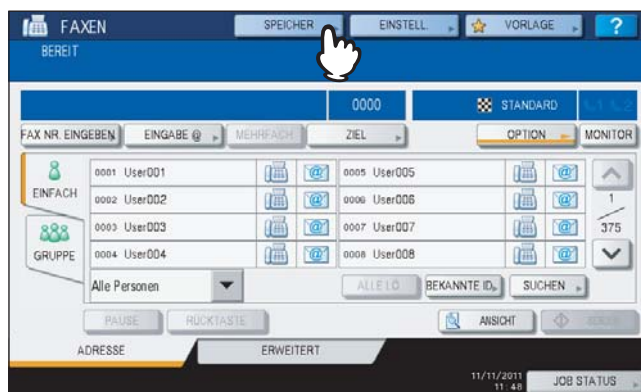 FAXEN SPEICHER EINSTELL. VORLAGE ?
BEREIT
0000 STANDARD L1 L2
FAX NR. EINGEBEN EINGABE @ MEHRFACH ZIEL OPTION MONITOR
EINFACH
GRUPPE
0001 User001
0002 User002
0003 User003
0004 User004
0005 User005
0006 User006
0007 User007
0008 User008
1
375
Alle Personen ALLE LÖ BEKANNTE ID. SUCHEN
PAUSE RÜCKTASTE ANSICHT
ADRESSE ERWEITERT
11/11/2011
11:48
JOB STATUS